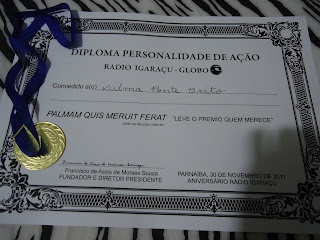 DIPLOMA PERSONALIDADE DE AÇÃO
RADIO IGARAÇU - GLOBO
Concedido a(o) Dilma Ponte Brito
PALMAM QUIS MERUIT FERAT "LEVE O PREMIO QUEM MERECE"
Francisco de Assis de Moraes Souza
FUNDADOR E DIRETOR PRESIDENTE
PARNAÍBA, 30 DE NOVEMBRO DE 2011
ANIVERSÁRIO RÁDIO IGARAÇU